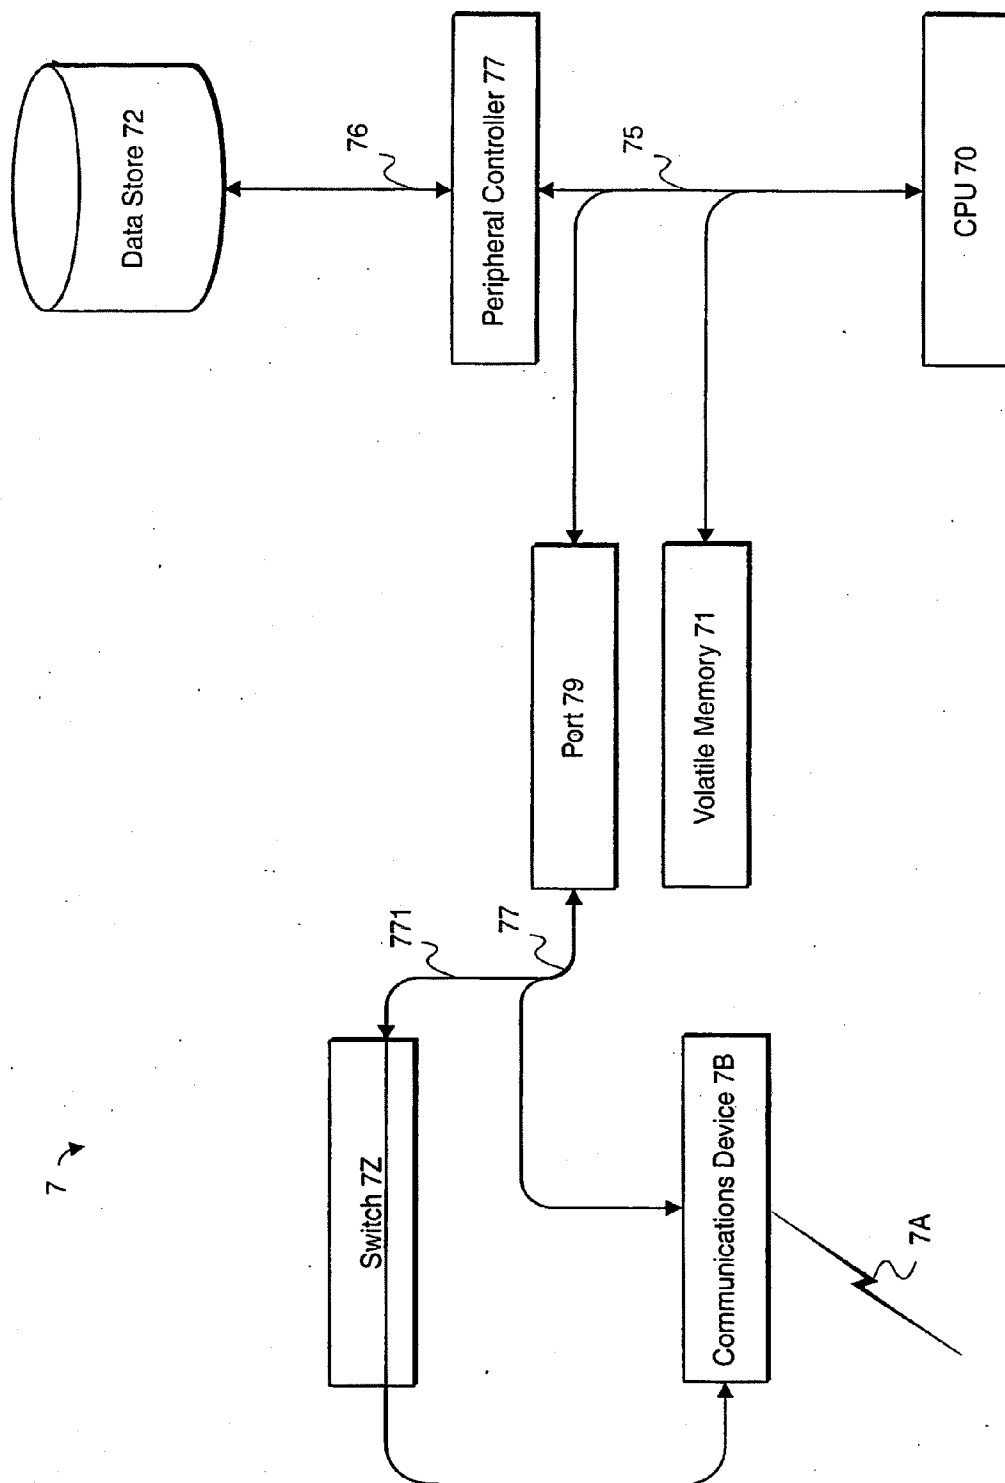 7
Switch 7Z
771
77
Communications Device 7B
7A
Port 79
Volatile Memory 71
Data Store 72
76
Peripheral Controller 77
75
CPU 70